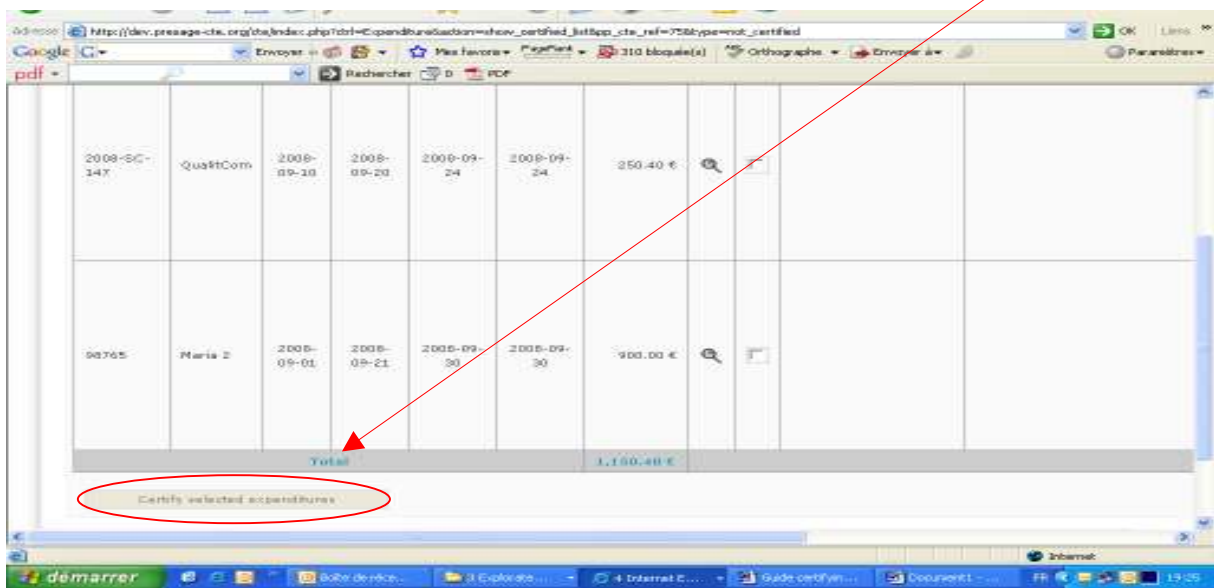 Adresse http://dev.presage-cte.org/cte/index.php?ctrl=Expenditure&action=show_certified_list&pp_cte_ref=75&type=not_certified OK Liens »
Google G Envoyer Mes favoris 310 bloquée(s) Orthographe Envoyer à Paramètres
pdf Rechercher D PDF
2008-SC-147 QualitCom 2008-09-10 2008-09-20 2008-09-24 2008-09-24 250.40 €
98765 Maria 2 2008-09-01 2008-09-21 2008-09-30 2008-09-30 900.00 €
Total 1,150.40 €
Certify selected expenditures
Internet
démarrer Boîte de réce... 3 Explorate... 4 Internet E... Guide certifyin... Document1 - ... FR 19:26